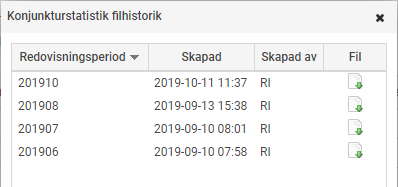 Konjunkturstatistik filhistorik
Redovisningsperiod Skapad Skapad av Fil
201910 2019-10-11 11:37 RI
201908 2019-09-13 15:38 RI
201907 2019-09-10 08:01 RI
201906 2019-09-10 07:58 RI